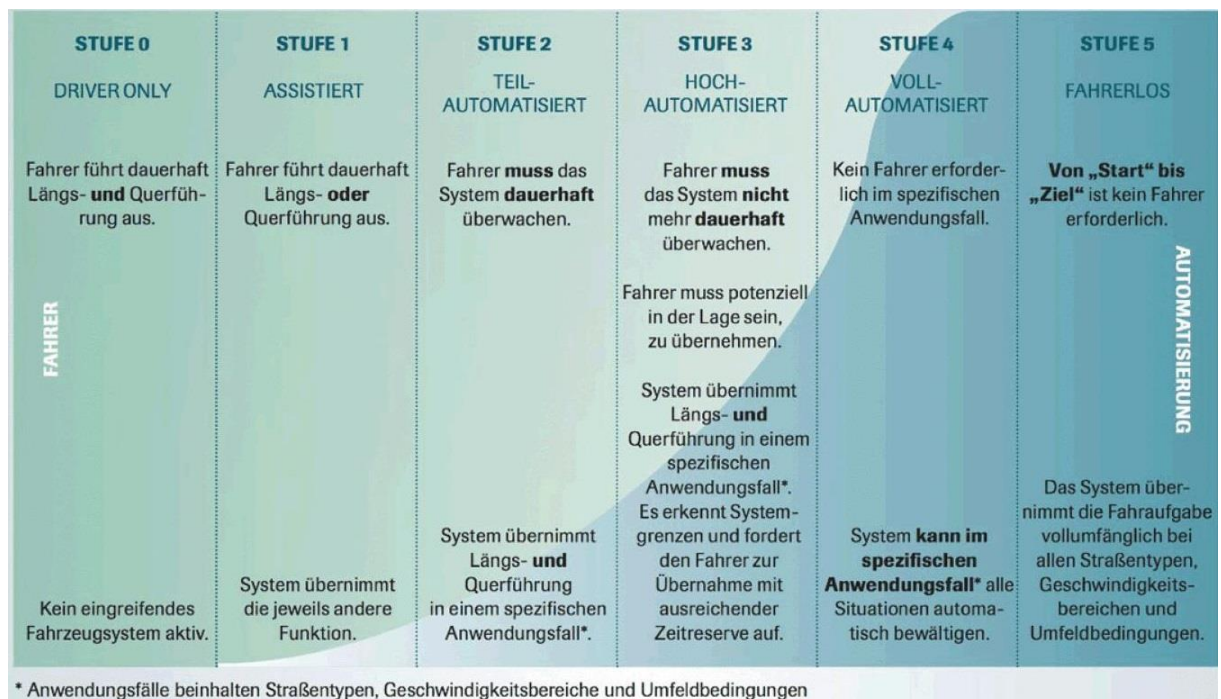 STUFE 0
DRIVER ONLY
Fahrer führt dauerhaft
Längs- und Querfüh-
rung aus.
Kein eingreifendes
Fahrzeugsystem aktiv.
STUFE 1
ASSISTIERT
Fahrer führt dauerhaft
Längs- oder
Querführung aus.
System übernimmt
die jeweils andere
Funktion.
STUFE 2
TEIL-
AUTOMATISIERT
Fahrer muss das
System dauerhaft
überwachen.
System übernimmt
Längs- und
Querführung
in einem spezifischen
Anwendungsfall*.
STUFE 3
HOCH-
AUTOMATISIERT
Fahrer muss
das System nicht
mehr dauerhaft
überwachen.
Fahrer muss potenziell
in der Lage sein,
zu übernehmen.
System übernimmt
Längs- und
Querführung in einem
spezifischen
Anwendungsfall*.
Es erkennt System-
grenzen und fordert
den Fahrer zur
Übernahme mit
ausreichender
Zeitreserve auf.
STUFE 4
VOLL-
AUTOMATISIERT
Kein Fahrer erforder-
lich im spezifischen
Anwendungsfall.
System kann im
spezifischen
Anwendungsfall* alle
Situationen automa-
tisch bewältigen.
STUFE 5
FAHRERLOS
Von „Start“ bis
„Ziel“ ist kein Fahrer
erforderlich.
Das System über-
nimmt die Fahraufgabe
vollumfänglich bei
allen Straßentypen,
Geschwindigkeits-
bereichen und
Umfeldbedingungen.
FAHRER
AUTOMATISIERUNG
* Anwendungsfälle beinhalten Straßentypen, Geschwindigkeitsbereiche und Umfeldbedingungen